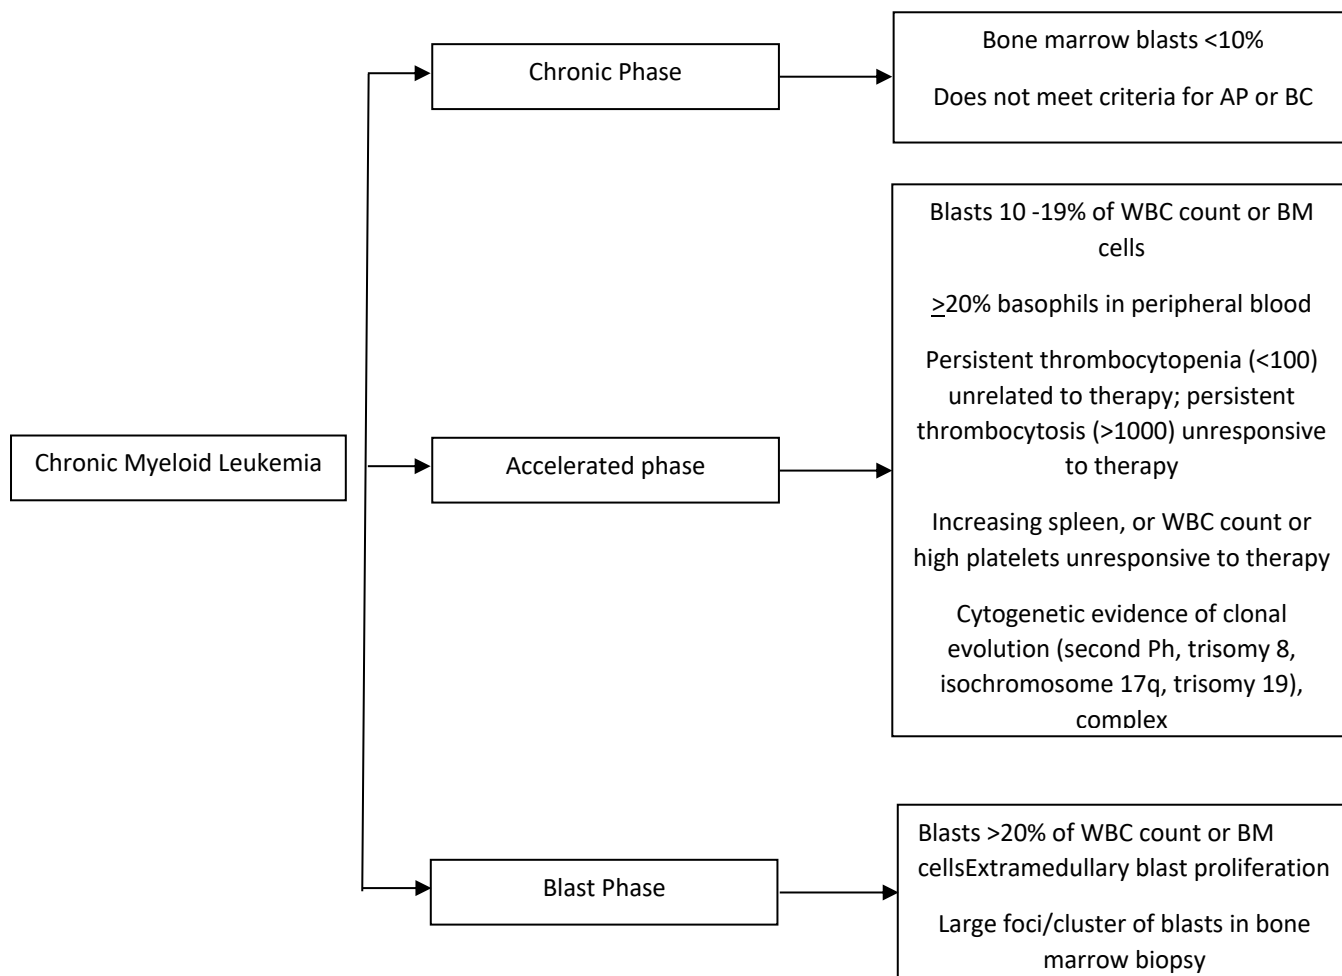 Chronic Phase
Bone marrow blasts <10%
Does not meet criteria for AP or BC
Chronic Myeloid Leukemia
Accelerated phase
Blasts 10 -19% of WBC count or BM
cells
≥20% basophils in peripheral blood
Persistent thrombocytopenia (<100)
unrelated to therapy; persistent
thrombocytosis (>1000) unresponsive
to therapy
Increasing spleen, or WBC count or
high platelets unresponsive to therapy
Cytogenetic evidence of clonal
evolution (second Ph, trisomy 8,
isochromosome 17q, trisomy 19),
complex
Blast Phase
Blasts >20% of WBC count or BM
cellsExtramedullary blast proliferation
Large foci/cluster of blasts in bone
marrow biopsy